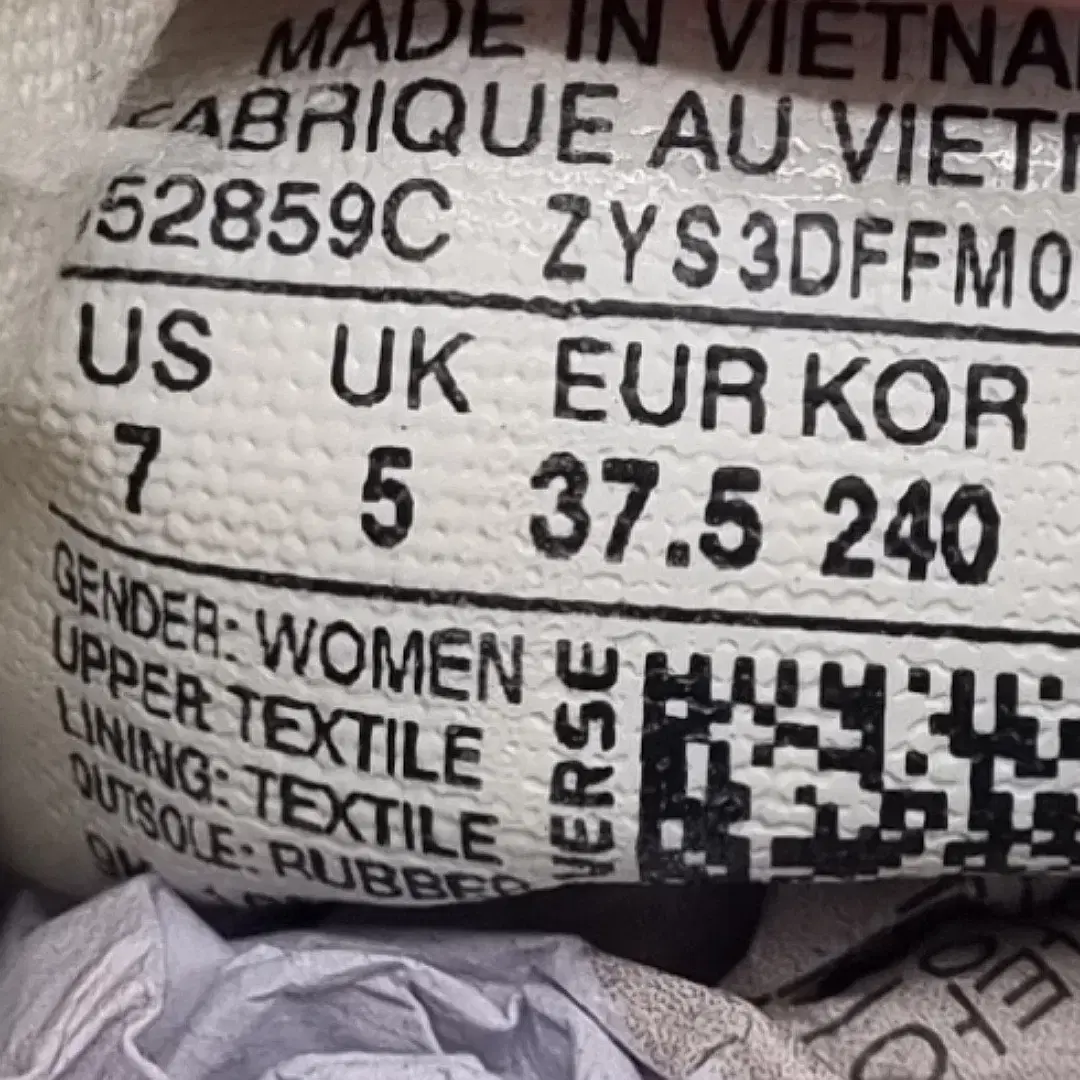 MADE IN VIETNA
FABRIQUE AU VIET
52859C ZYS3DFFM0
US UK EUR KOR
7 5 37.5 240
GENDER: WOMEN
UPPER TEXTILE
LINING: TEXTILE
OUTSOLE: RUBBER
VERSE